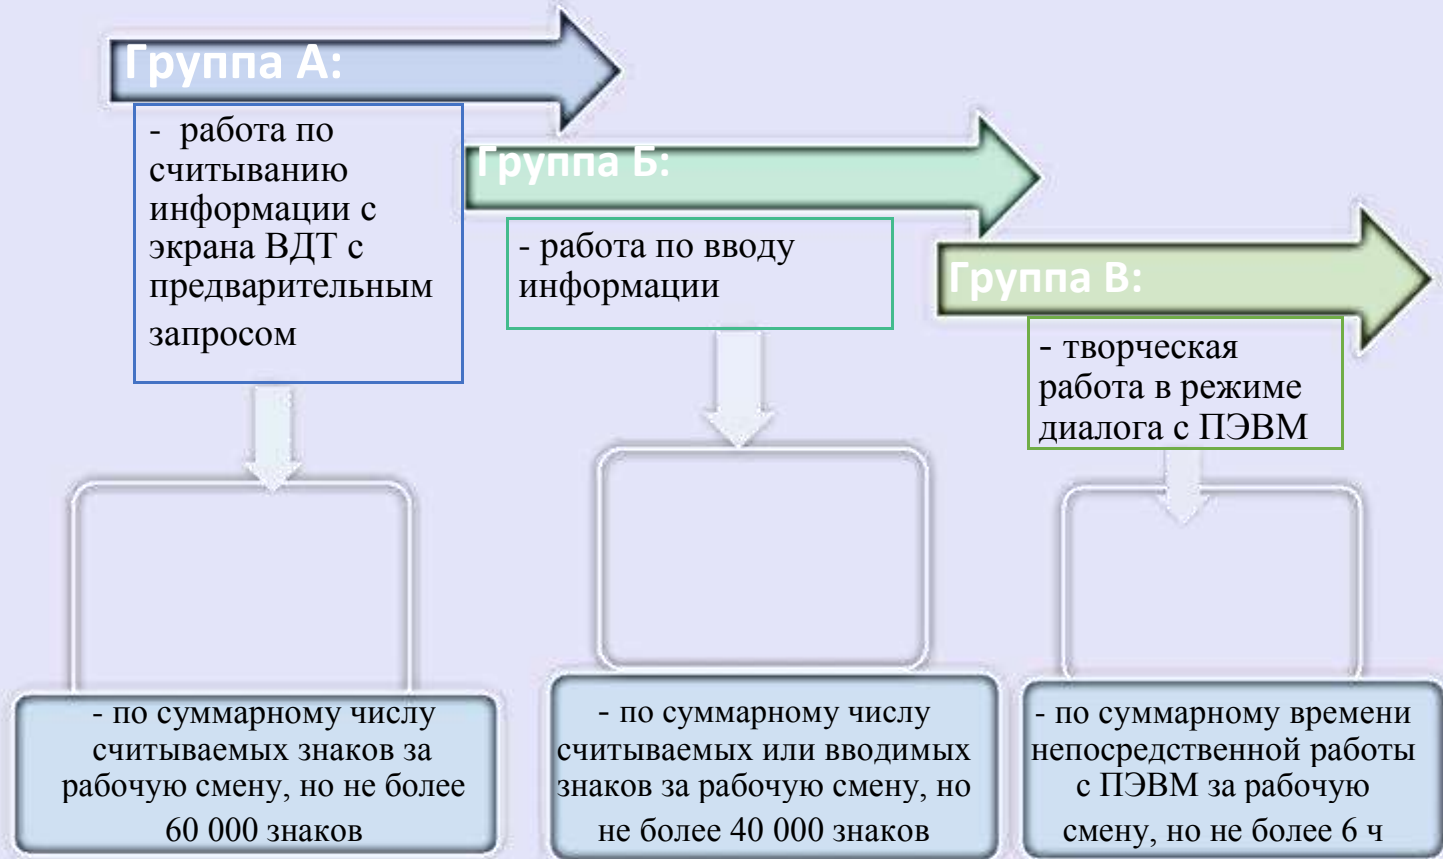 Группа А:
- работа по
считыванию
информации с
экрана ВДТ с
предварительным
запросом
Группа Б:
- работа по вводу
информации
Группа В:
- творческая
работа в режиме
диалога с ПЭВМ
- по суммарному числу
считываемых знаков за
рабочую смену, но не более
60 000 знаков
- по суммарному числу
считываемых или вводимых
знаков за рабочую смену, но
не более 40 000 знаков
- по суммарному времени
непосредственной работы
с ПЭВМ за рабочую
смену, но не более 6 ч